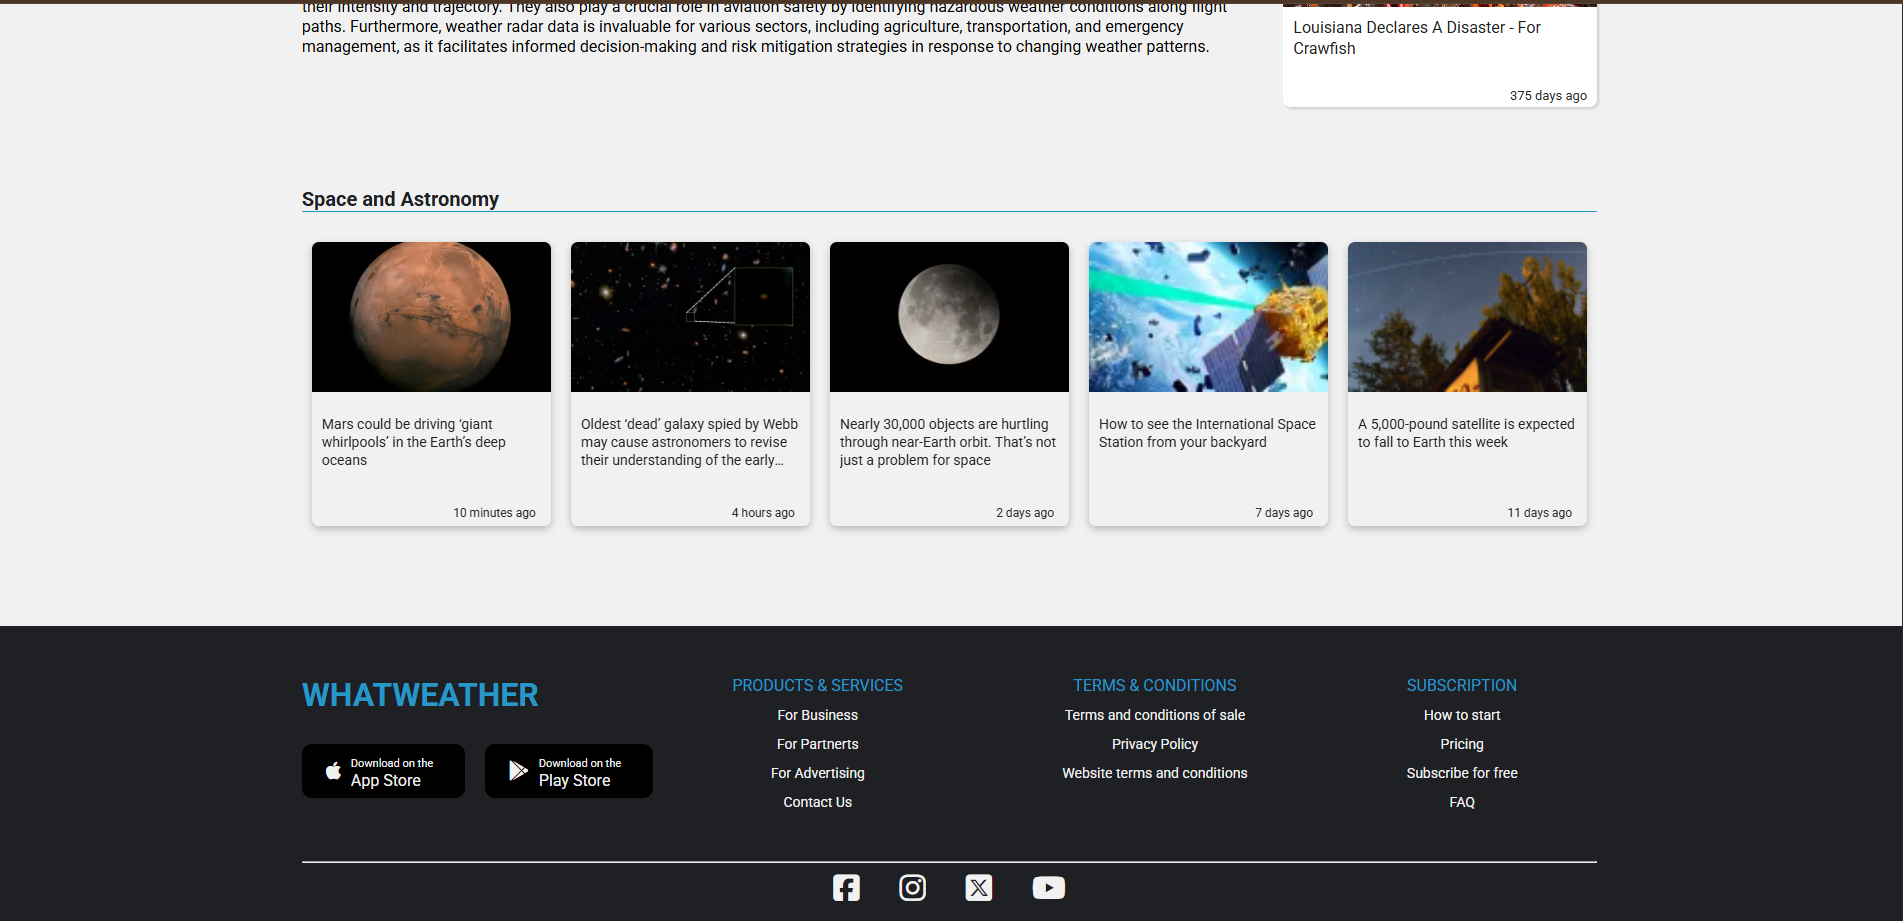 their intensity and trajectory. They also play a crucial role in aviation safety by identifying hazardous weather conditions along flight
paths. Furthermore, weather radar data is invaluable for various sectors, including agriculture, transportation, and emergency
management, as it facilitates informed decision-making and risk mitigation strategies in response to changing weather patterns.
Louisiana Declares A Disaster - For
Crawfish
375 days ago
Space and Astronomy
Mars could be driving ‘giant
whirlpools’ in the Earth’s deep
oceans
10 minutes ago
Oldest ‘dead’ galaxy spied by Webb
may cause astronomers to revise
their understanding of the early…
4 hours ago
Nearly 30,000 objects are hurtling
through near-Earth orbit. That’s not
just a problem for space
2 days ago
How to see the International Space
Station from your backyard
7 days ago
A 5,000-pound satellite is expected
to fall to Earth this week
11 days ago
WHATWEATHER
Download on the
App Store
Download on the
Play Store
PRODUCTS & SERVICES
For Business
For Partnerts
For Advertising
Contact Us
TERMS & CONDITIONS
Terms and conditions of sale
Privacy Policy
Website terms and conditions
SUBSCRIPTION
How to start
Pricing
Subscribe for free
FAQ